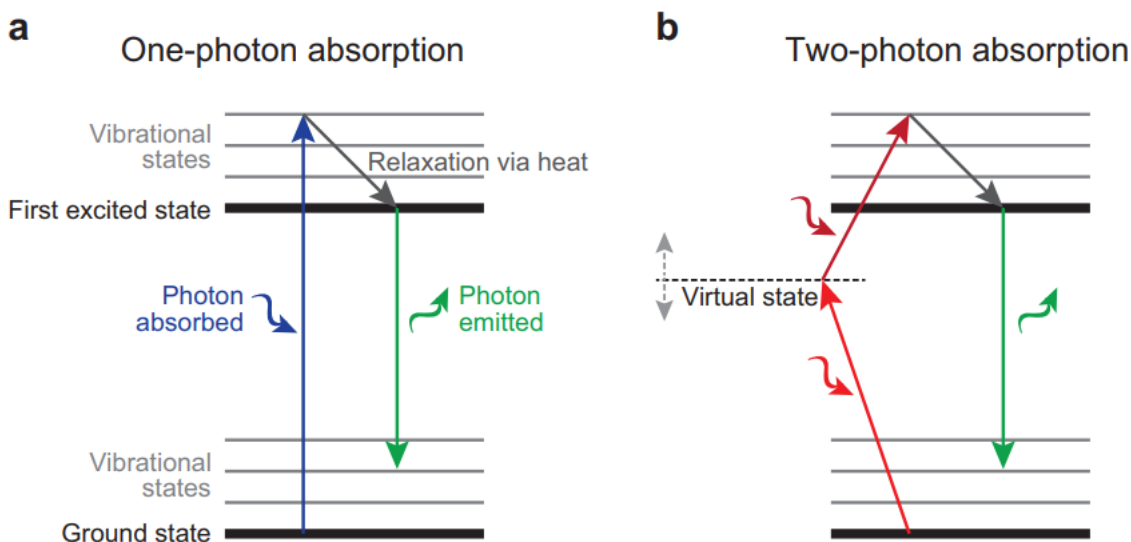 a
One-photon absorption
Vibrational
states
Relaxation via heat
First excited state
Photon
absorbed
Photon
emitted
Vibrational
states
Ground state
b
Two-photon absorption
Virtual state